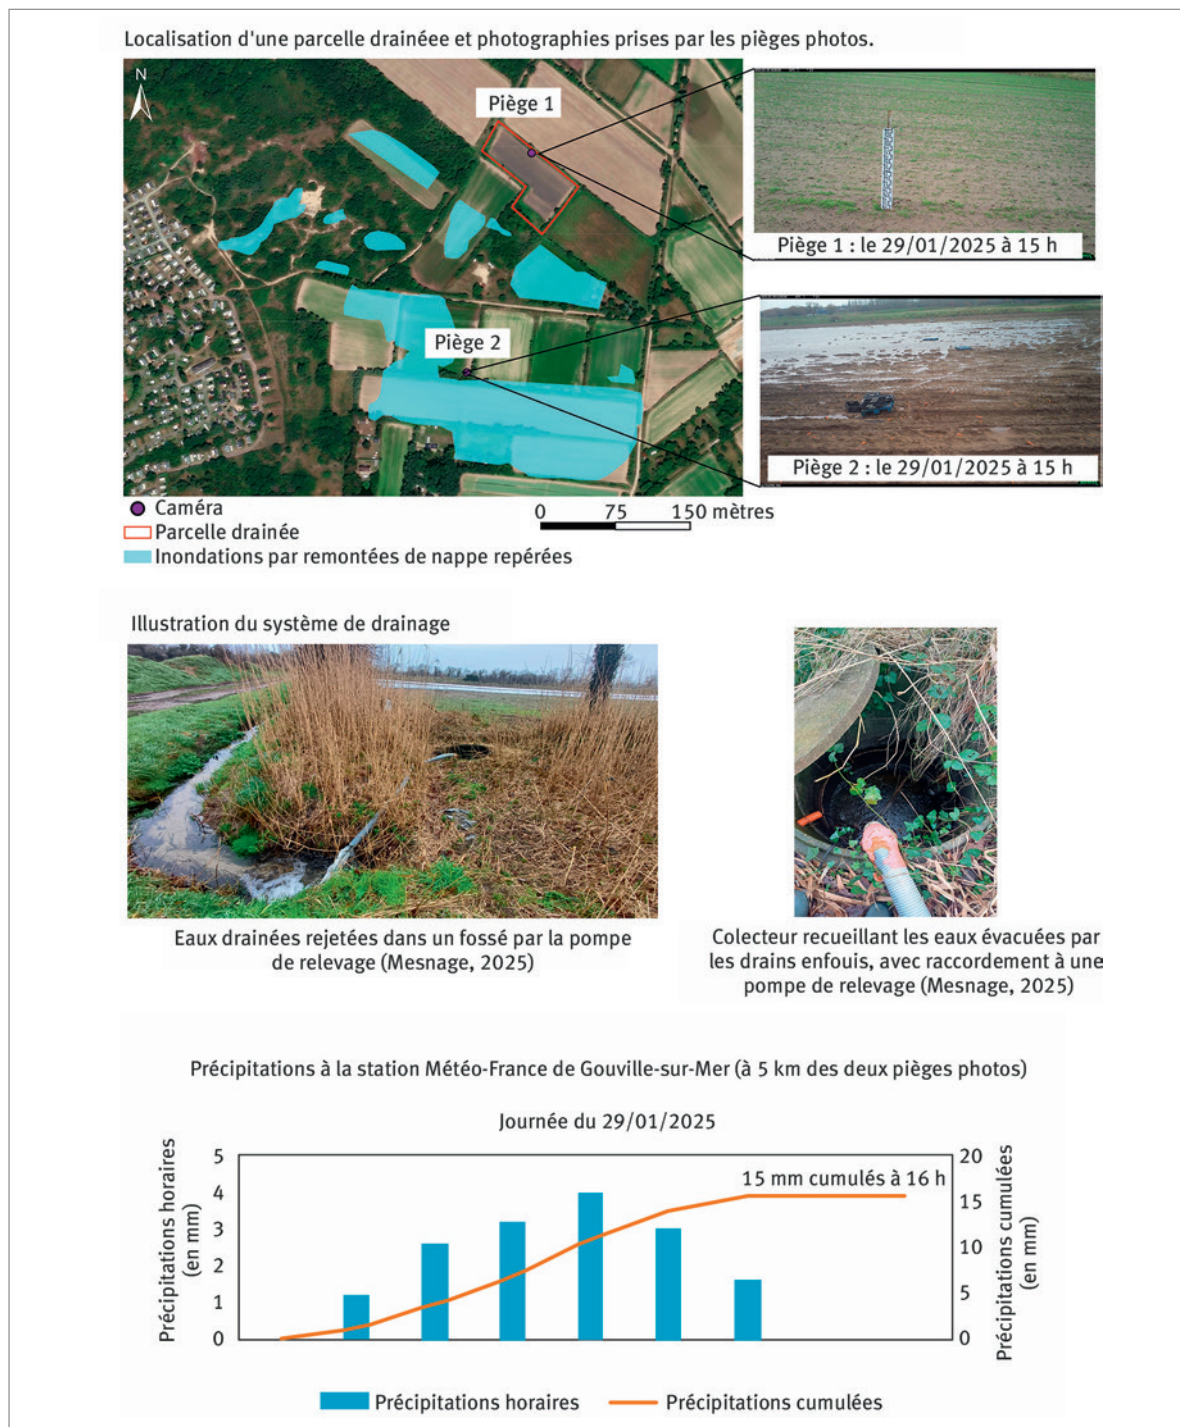 Localisation d'une parcelle drainéee et photographies prises par les pièges photos.
N
Piège 1
Piège 1 : le 29/01/2025 à 15 h
Piège 2
Piège 2 : le 29/01/2025 à 15 h
Caméra
Parcelle drainée
Inondations par remontées de nappe repérées
0 75 150 mètres
Illustration du système de drainage
Eaux drainées rejetées dans un fossé par la pompe
de relevage (Mesnage, 2025)
Colecteur recueillant les eaux évacuées par
les drains enfouis, avec raccordement à une
pompe de relevage (Mesnage, 2025)
Précipitations à la station Météo-France de Gouville-sur-Mer (à 5 km des deux pièges photos)
Journée du 29/01/2025
Précipitations horaires
(en mm)
5
4
3
2
1
0
15 mm cumulés à 16 h
20
15
10
5
0
Précipitations cumulées
(en mm)
Précipitations horaires
Précipitations cumulées